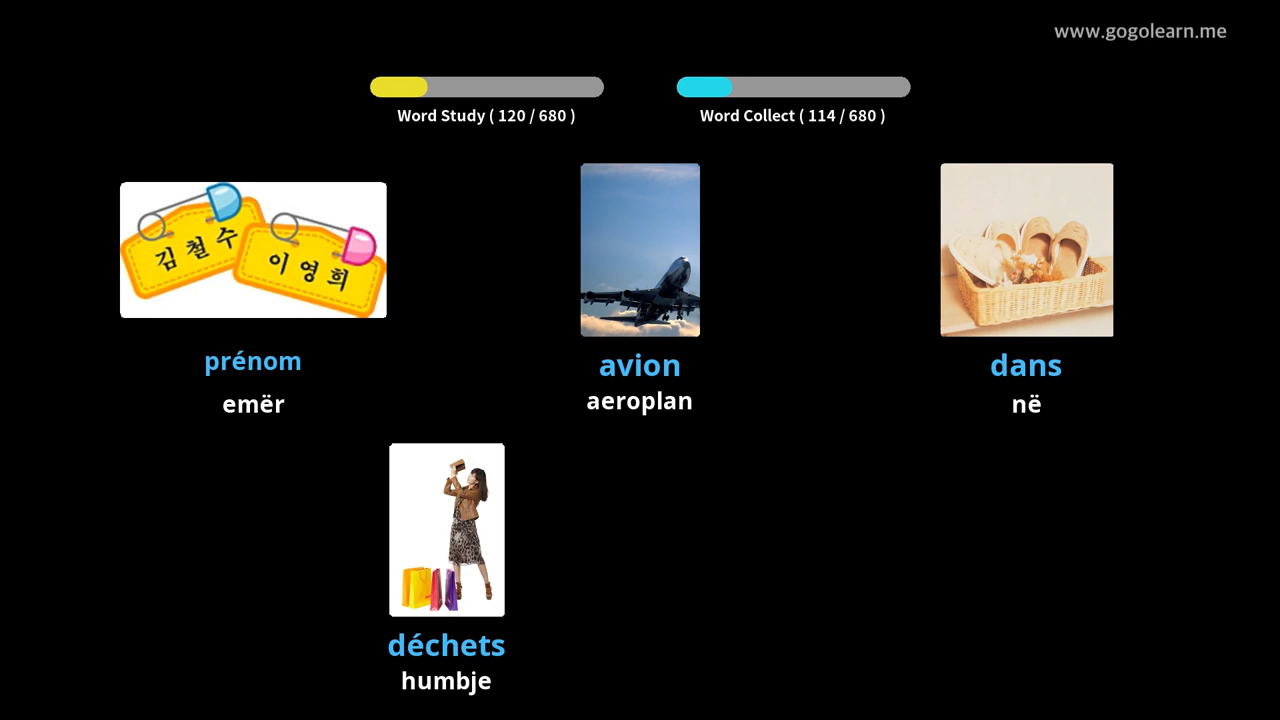 www.gogolearn.me
Word Study ( 120 / 680 )
Word Collect ( 114 / 680 )
김철수
이영희
prénom
avion
dans
emër
aeroplan
në
déchets
humbje